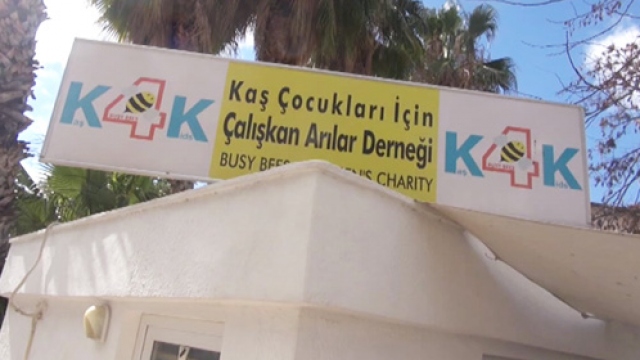 K4K
Kaş Çocukları İçin
Çalışkan Arılar Derneği
BUSY BEES CHARITY
K4K